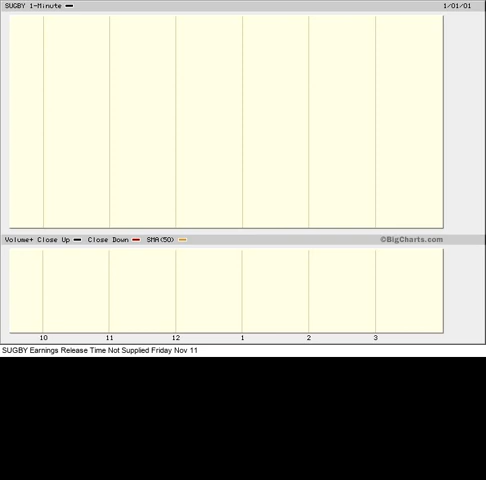 SUGBY 1-Minute 1/01/01
Volume+ Close Up Close Down SMA(50) ©BigCharts.com
10 11 12 1 2 3
SUGBY Earnings Release Time Not Supplied Friday Nov 11